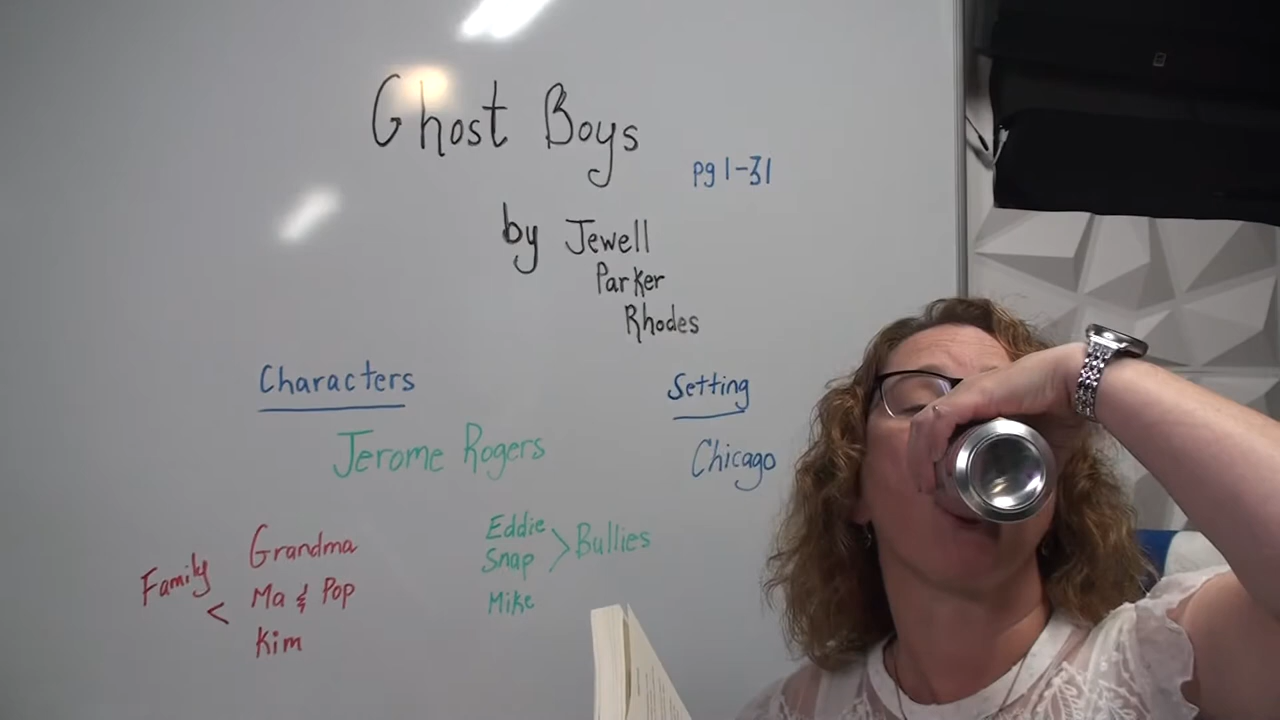 Ghost Boys
pg 1-31
by Jewell
Parker
Rhodes
Characters
Setting
Jerome Rogers
Chicago
Family < Grandma
Ma & Pop
Kim
Eddie
Snap > Bullies
Mike